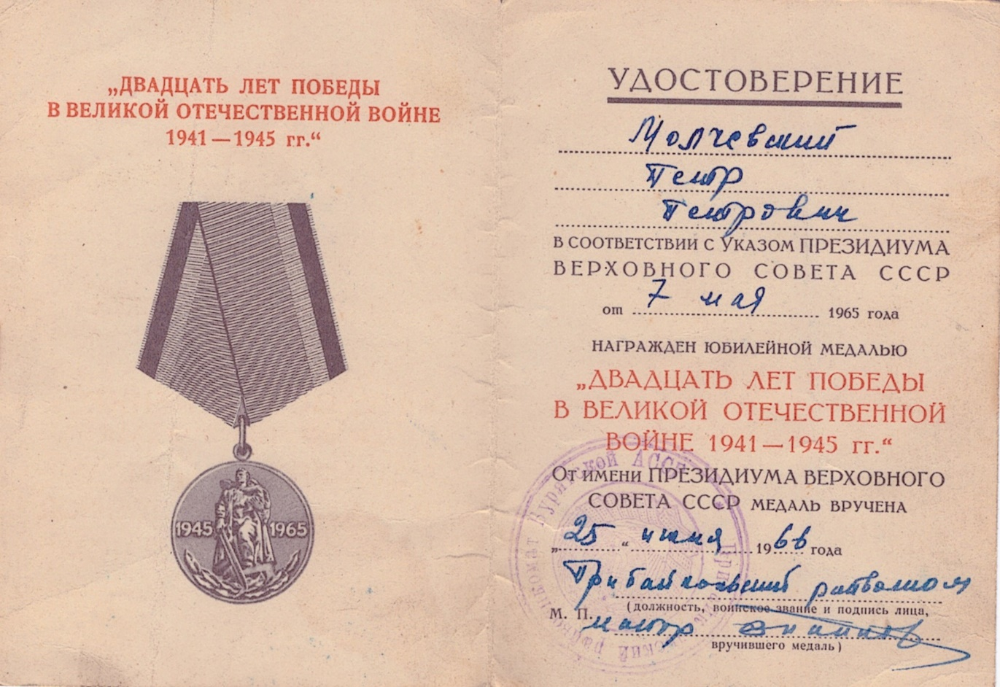 „ДВАДЦАТЬ ЛЕТ ПОБЕДЫ
В ВЕЛИКОЙ ОТЕЧЕСТВЕННОЙ ВОЙНЕ
1941—1945 гг.“
1945 1965
УДОСТОВЕРЕНИЕ
Молчевский
Петр
Петрович
В СООТВЕТСТВИИ С УКАЗОМ ПРЕЗИДИУМА
ВЕРХОВНОГО СОВЕТА СССР
от 7 мая 1965 года
НАГРАЖДЕН ЮБИЛЕЙНОЙ МЕДАЛЬЮ
„ДВАДЦАТЬ ЛЕТ ПОБЕДЫ
В ВЕЛИКОЙ ОТЕЧЕСТВЕННОЙ
ВОЙНЕ 1941—1945 гг.“
ОТ ИМЕНИ ПРЕЗИДИУМА ВЕРХОВНОГО
СОВЕТА СССР МЕДАЛЬ ВРУЧЕНА
„25“ июня 1966 года
Прибайкальский райвоенком
(должность, воинское звание и подпись лица,
М. П. майор
вручившего медаль)
Бурятской АССР
райвоенкомат